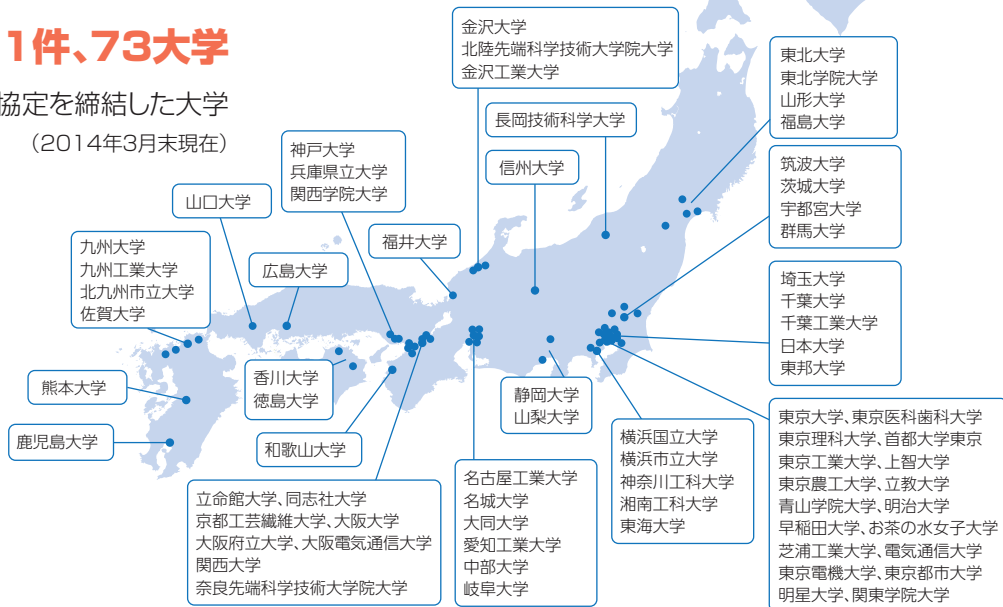 1件、73大学
協定を締結した大学
（2014年3月末現在）
金沢大学
北陸先端科学技術大学院大学
金沢工業大学
東北大学
東北学院大学
山形大学
福島大学
長岡技術科学大学
神戸大学
兵庫県立大学
関西学院大学
信州大学
筑波大学
茨城大学
宇都宮大学
群馬大学
山口大学
福井大学
九州大学
九州工業大学
北九州市立大学
佐賀大学
広島大学
埼玉大学
千葉大学
千葉工業大学
日本大学
東邦大学
熊本大学
香川大学
徳島大学
静岡大学
山梨大学
鹿児島大学
和歌山大学
横浜国立大学
横浜市立大学
神奈川工科大学
湘南工科大学
東海大学
東京大学、東京医科歯科大学
東京理科大学、首都大学東京
東京工業大学、上智大学
東京農工大学、立教大学
青山学院大学、明治大学
早稲田大学、お茶の水女子大学
芝浦工業大学、電気通信大学
東京電機大学、東京都市大学
明星大学、関東学院大学
立命館大学、同志社大学
京都工芸繊維大学、大阪大学
大阪府立大学、大阪電気通信大学
関西大学
奈良先端科学技術大学院大学
名古屋工業大学
名城大学
大同大学
愛知工業大学
中部大学
岐阜大学